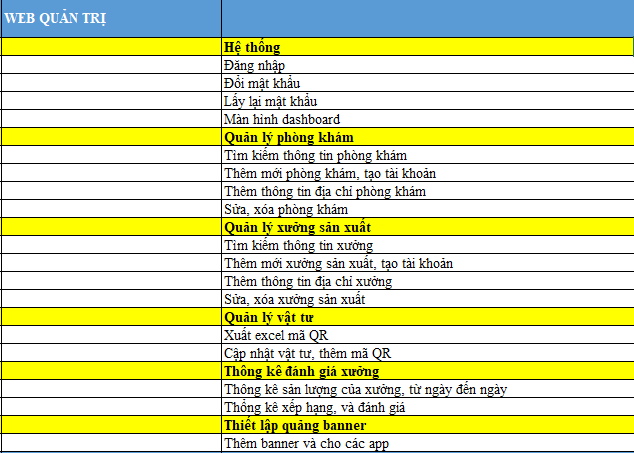 WEB QUẢN TRỊ
Hệ thống
Đăng nhập
Đổi mật khẩu
Lấy lại mật khẩu
Màn hình dashboard
Quản lý phòng khám
Tìm kiếm thông tin phòng khám
Thêm mới phòng khám, tạo tài khoản
Thêm thông tin địa chỉ phòng khám
Sửa, xóa phòng khám
Quản lý xưởng sản xuất
Tìm kiếm thông tin xưởng
Thêm mới xưởng sản xuất, tạo tài khoản
Thêm thông tin địa chỉ xưởng
Sửa, xóa xưởng sản xuất
Quản lý vật tư
Xuất excel mã QR
Cập nhật vật tư, thêm mã QR
Thông kê đánh giá xưởng
Thông kê sản lượng của xưởng, từ ngày đến ngày
Thống kê xếp hạng, và đánh giá
Thiết lập quảng banner
Thêm banner và cho các app